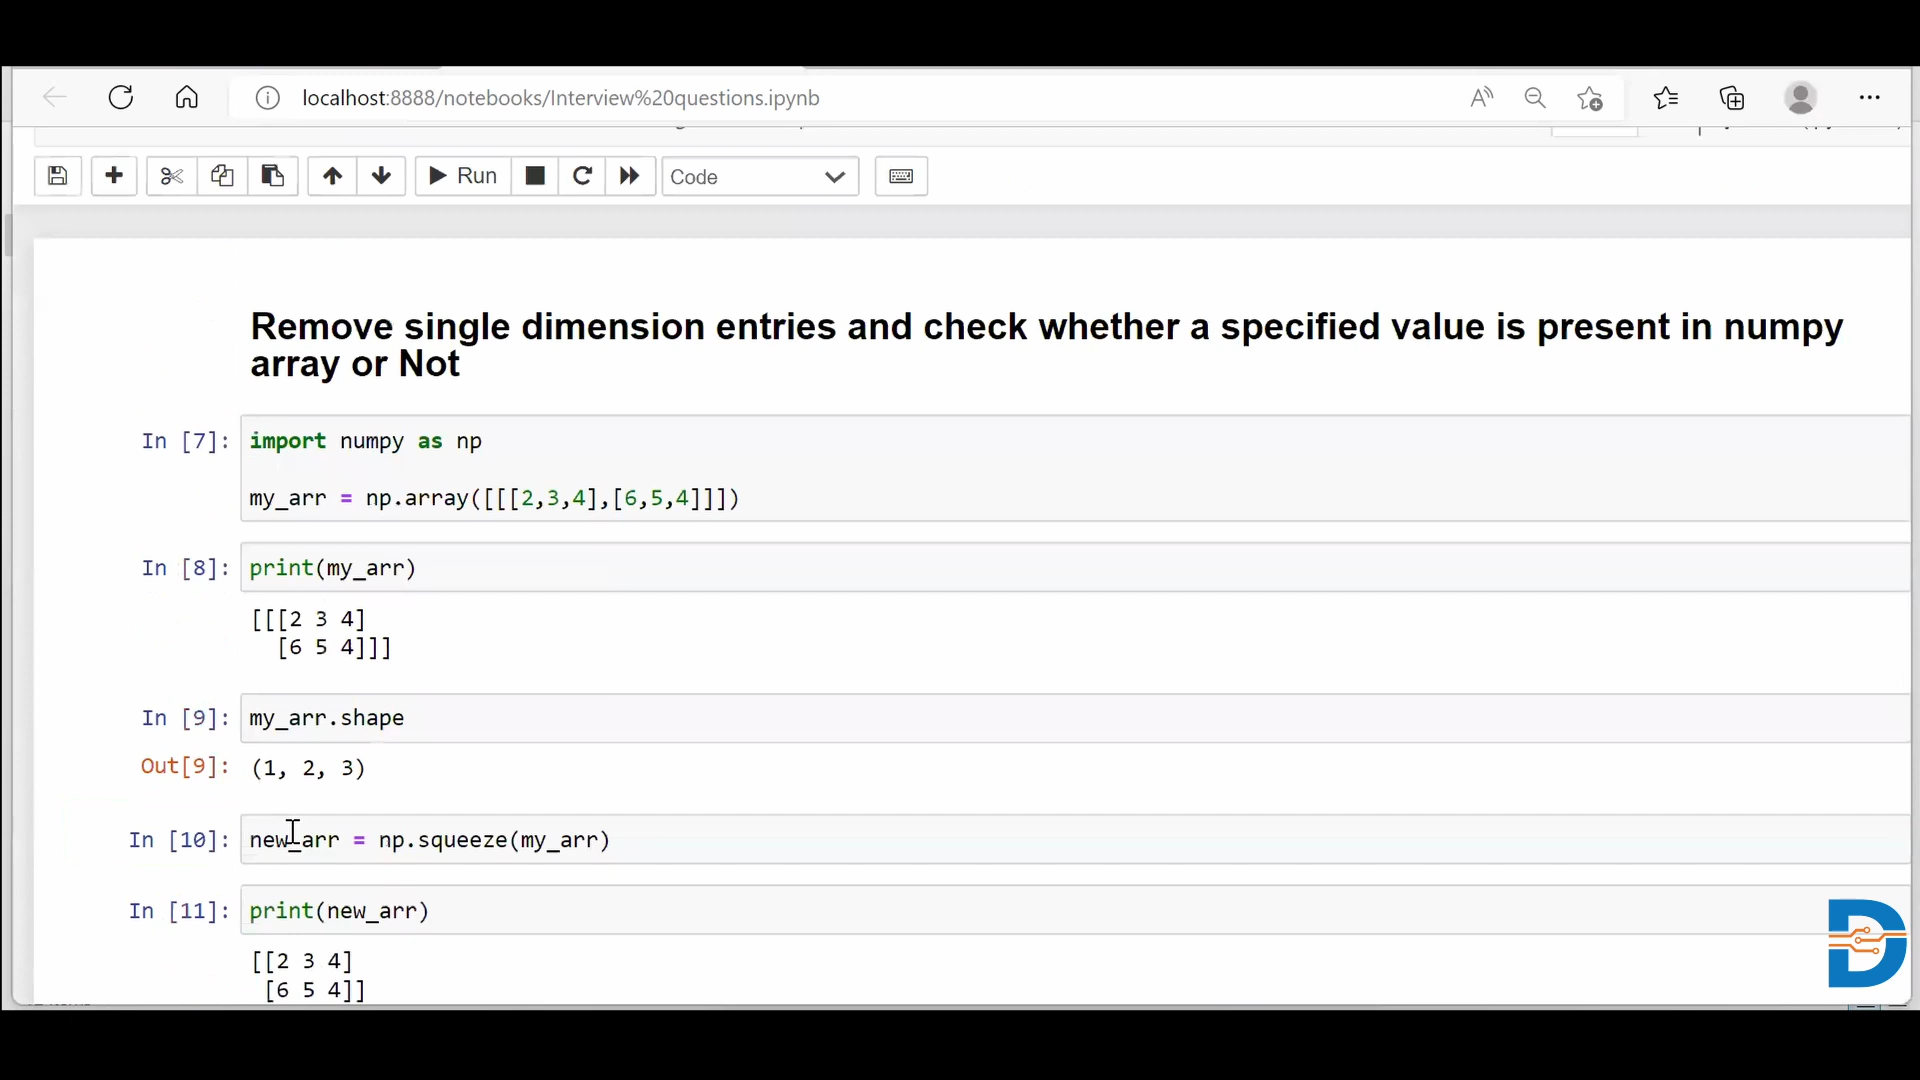 localhost:8888/notebooks/Interview%20questions.ipynb
Run
Code
Remove single dimension entries and check whether a specified value is present in numpy
array or Not
In [7]: import numpy as np
my_arr = np.array([[[2,3,4],[6,5,4]]])
In [8]: print(my_arr)
[[[2 3 4]
[6 5 4]]]
In [9]: my_arr.shape
Out[9]: (1, 2, 3)
In [10]: new_arr = np.squeeze(my_arr)
In [11]: print(new_arr)
[[2 3 4]
[6 5 4]]